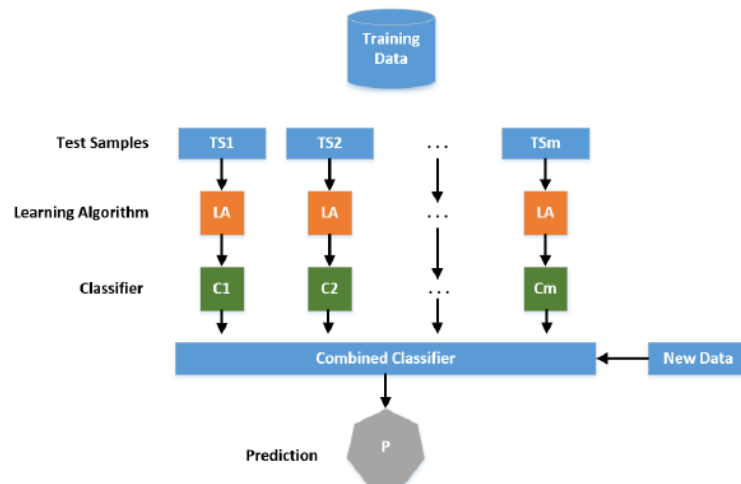 Training
Data
Test Samples TS1 TS2 ... TSm
Learning Algorithm LA LA ... LA
Classifier C1 C2 ... Cm
Combined Classifier New Data
Prediction P